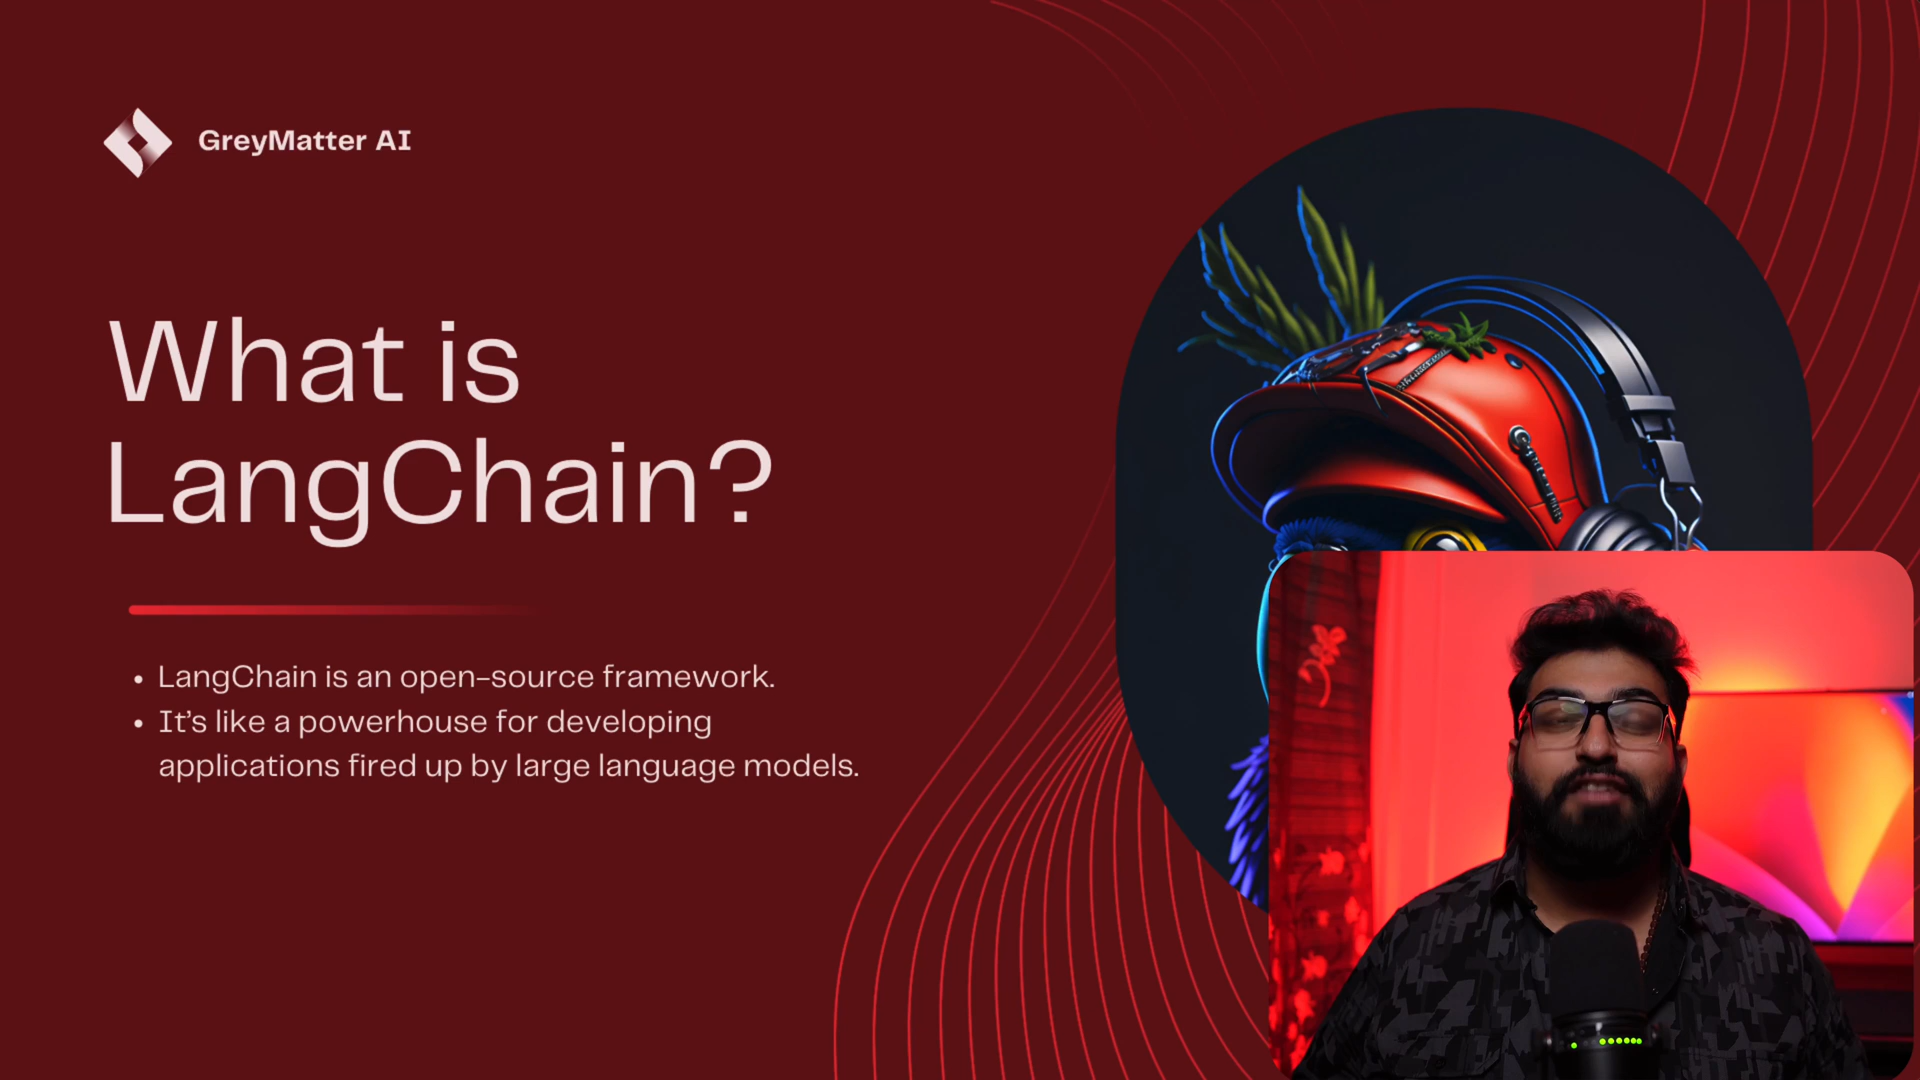 GreyMatter AI
What is
LangChain?
• LangChain is an open-source framework.
• It's like a powerhouse for developing
applications fired up by large language models.